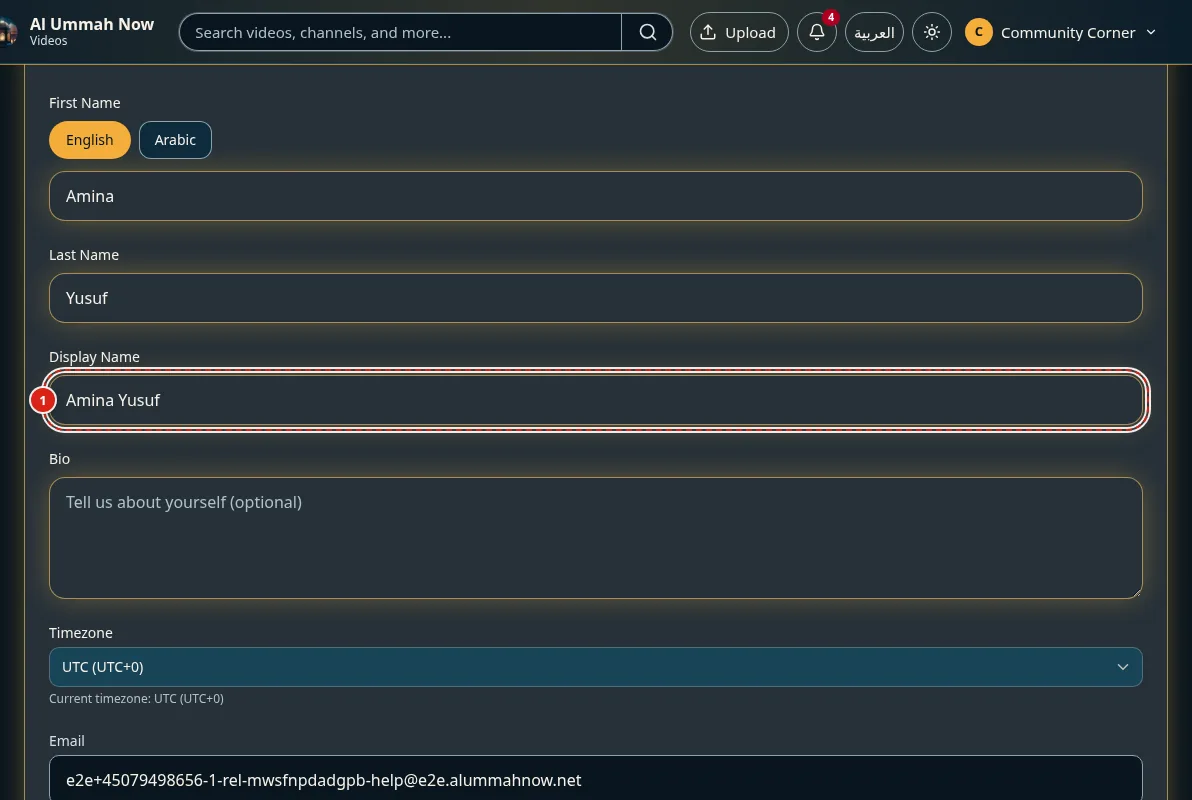 Al Ummah Now
Videos
Search videos, channels, and more...
Upload
4
العربية
C
Community Corner
First Name
English
Arabic
Amina
Last Name
Yusuf
Display Name
1
Amina Yusuf
Bio
Tell us about yourself (optional)
Timezone
UTC (UTC+0)
Current timezone: UTC (UTC+0)
Email
e2e+45079498656-1-rel-mwsfnpdadgpb-help@e2e.alummahnow.net